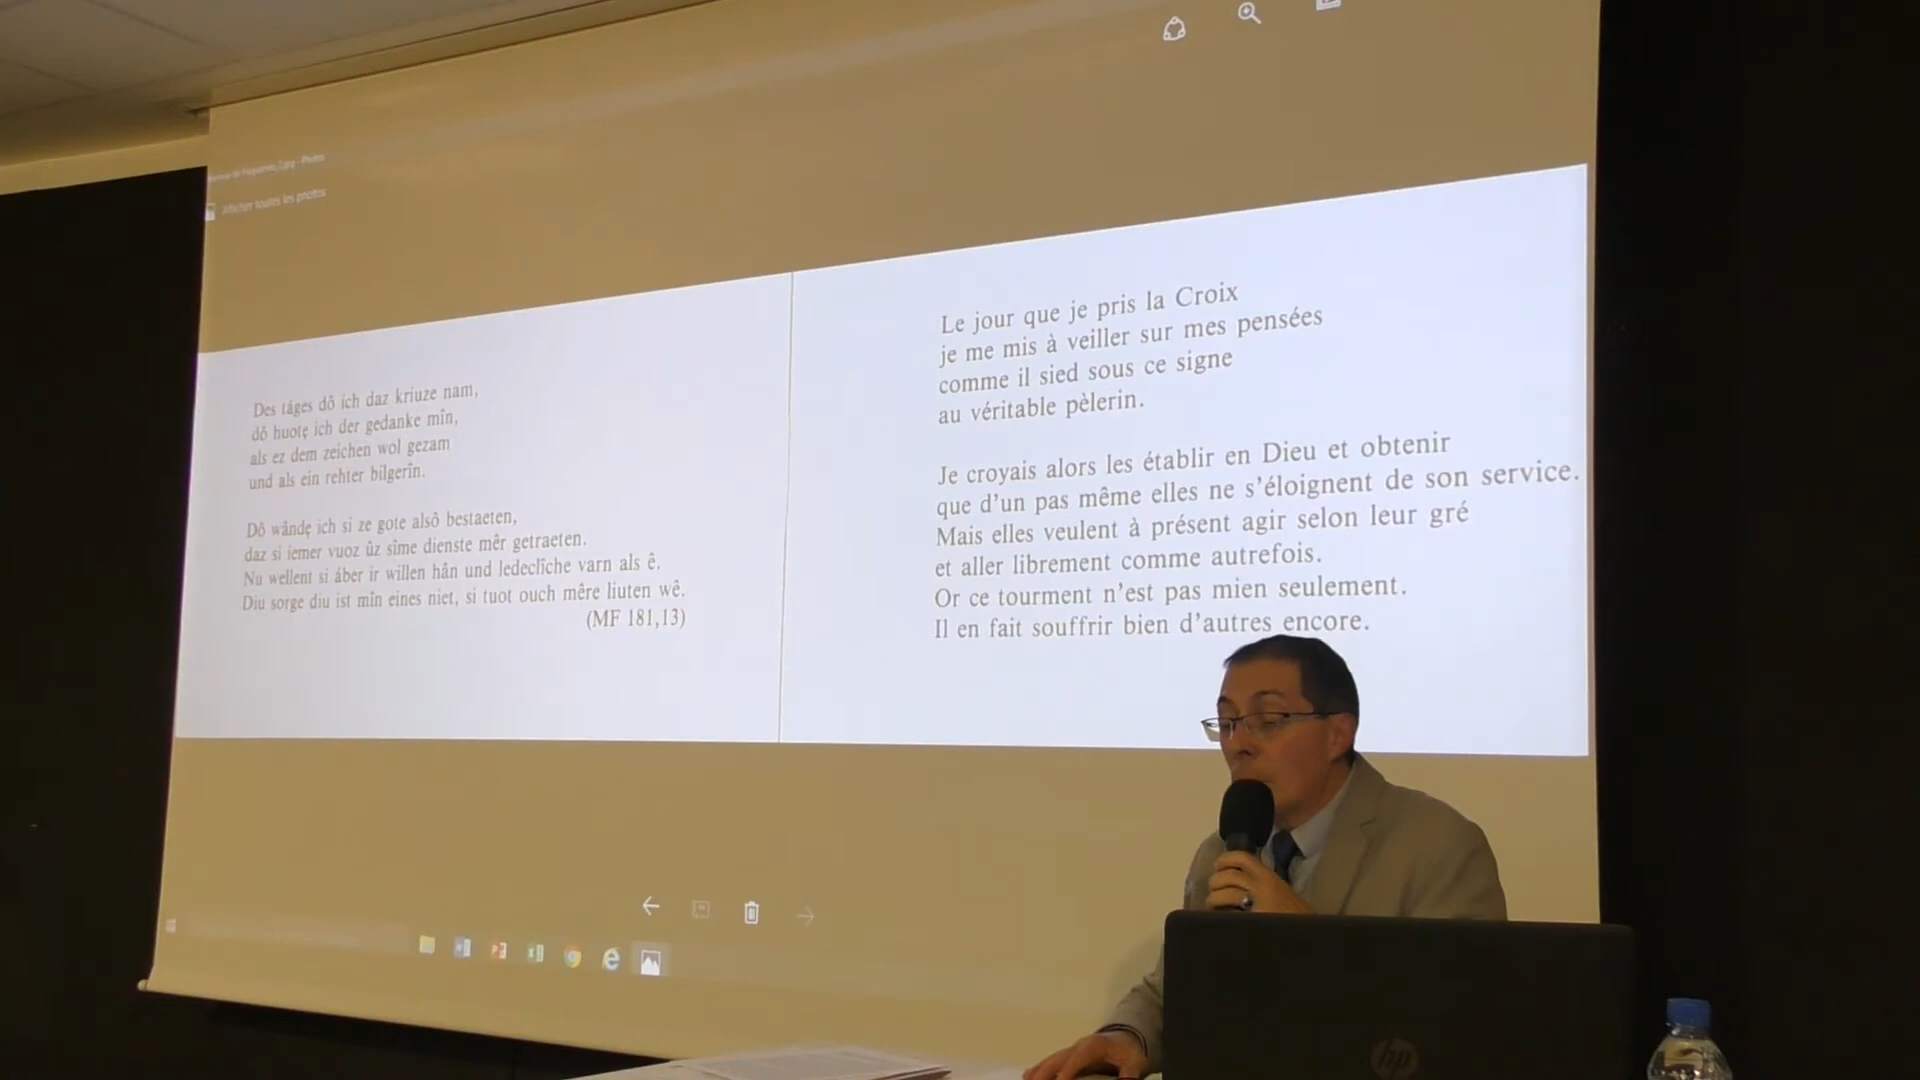 Afficher toutes les photos
Des táges dô ich daz kriuze nam,
dô huote ich der gedanke mîn,
als ez dem zeichen wol gezam
und als ein rehter bilgerîn.
Dô wânde ich si ze gote alsô bestaeten,
daz si iemer vuoz ûz sîme dienste mêr getraeten.
Nu wellent si áber ir willen hân und ledeclîche varn als ê.
Diu sorge diu ist mîn eines niet, si tuot ouch mêre liuten wê.
(MF 181,13)
Le jour que je pris la Croix
je me mis à veiller sur mes pensées
comme il sied sous ce signe
au véritable pèlerin.
Je croyais alors les établir en Dieu et obtenir
que d'un pas même elles ne s'éloignent de son service.
Mais elles veulent à présent agir selon leur gré
et aller librement comme autrefois.
Or ce tourment n'est pas mien seulement.
Il en fait souffrir bien d'autres encore.
hp